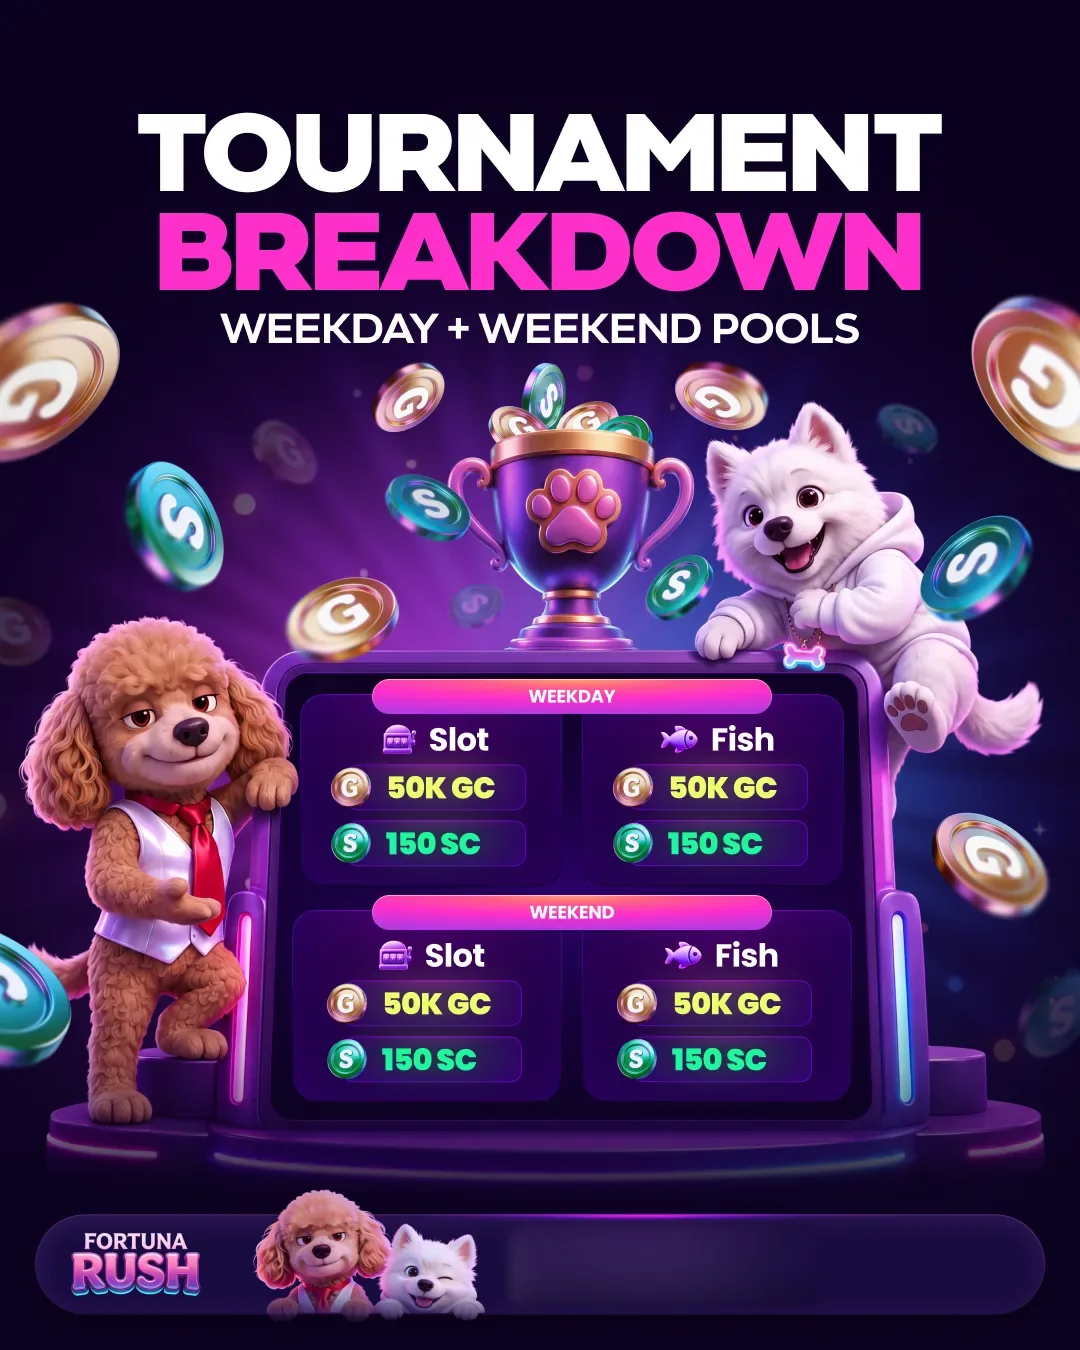 TOURNAMENT
BREAKDOWN
WEEKDAY + WEEKEND POOLS
WEEKDAY
Slot
Fish
G 50K GC
G 50K GC
S 150 SC
S 150 SC
WEEKEND
Slot
Fish
G 50K GC
G 50K GC
S 150 SC
S 150 SC
FORTUNA
RUSH